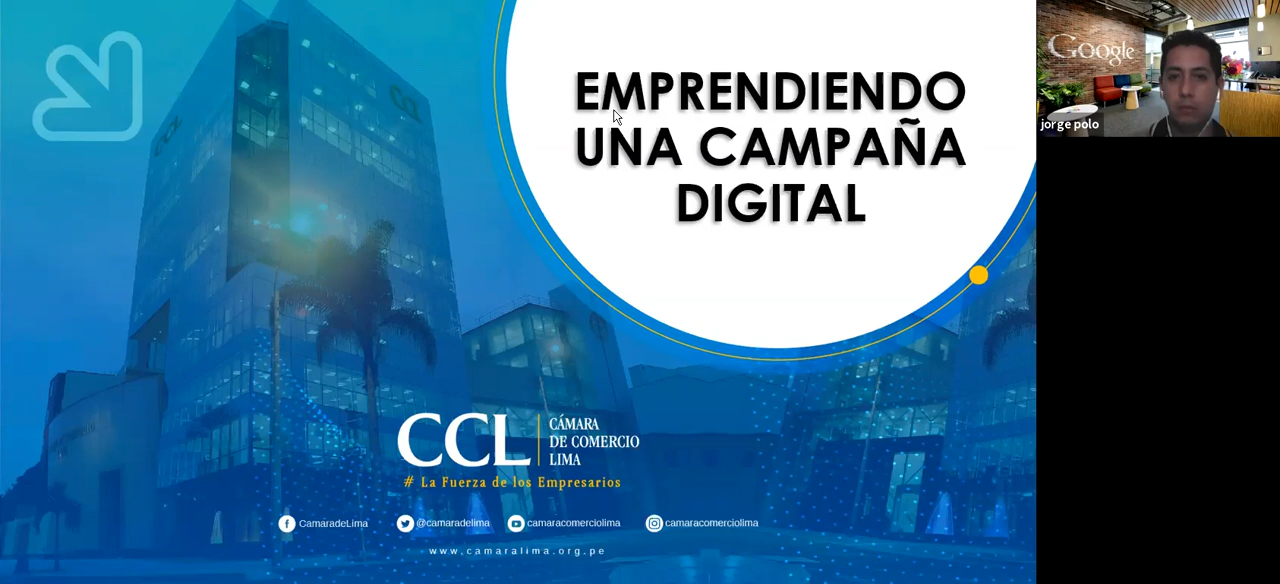 EMPRENDIENDO
UNA CAMPAÑA
DIGITAL
CCL
CCL
CÁMARA
DE COMERCIO
LIMA
# La Fuerza de los Empresarios
CamaradeLima
@camaradelima
camaracomerciolima
camaracomerciolima
www.camaralima.org.pe
Google
jorge polo